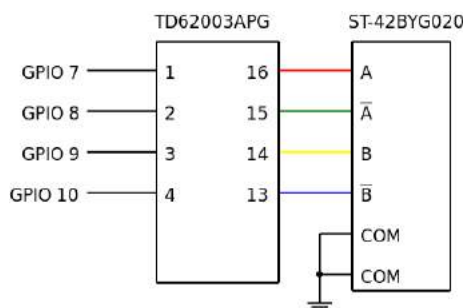 TD62003APG ST-42BYG020
GPIO 7 1 16 A
GPIO 8 2 15 A̅
GPIO 9 3 14 B
GPIO 10 4 13 B̅
COM
COM